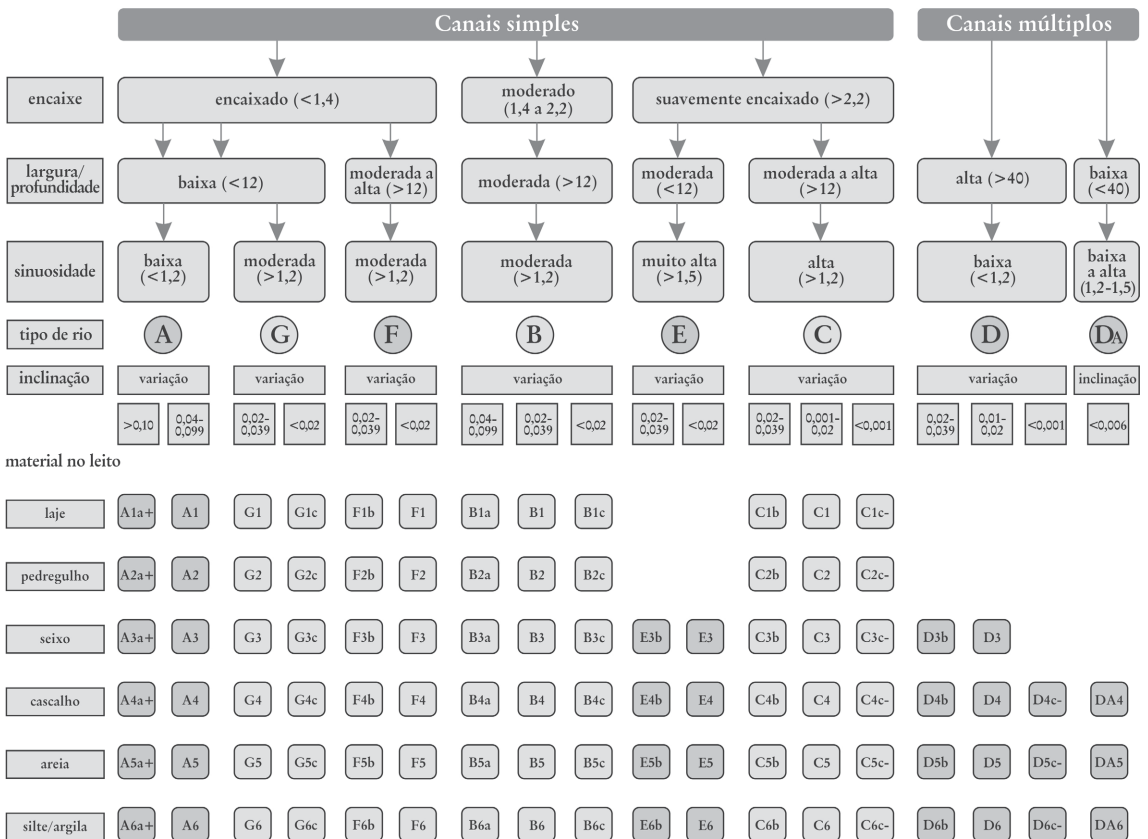 Canais simples
Canais múltiplos
encaixe
encaixado (<1,4)
moderado
(1,4 a 2,2)
suavemente encaixado (>2,2)
largura/
profundidade
baixa (<12)
moderada a
alta (>12)
moderada (>12)
moderada
(<12)
moderada a alta
(>12)
alta (>40)
baixa
(<40)
sinuosidade
baixa
(<1,2)
moderada
(>1,2)
moderada
(>1,2)
moderada
(>1,2)
muito alta
(>1,5)
alta
(>1,2)
baixa
(<1,2)
baixa
a alta
(1,2-1,5)
tipo de rio
A
G
F
B
E
C
D
DA
inclinação
variação
variação
variação
variação
variação
variação
variação
inclinação
>0,10
0,04-
0,099
0,02-
0,039
<0,02
0,02-
0,039
<0,02
0,04-
0,099
0,02-
0,039
<0,02
0,02-
0,039
<0,02
0,02-
0,039
0,001-
0,02
<0,001
0,02-
0,039
0,01-
0,02
<0,001
<0,006
material no leito
laje A1a+ A1 G1 G1c F1b F1 B1a B1 B1c C1b C1 C1c-
pedregulho A2a+ A2 G2 G2c F2b F2 B2a B2 B2c C2b C2 C2c-
seixo A3a+ A3 G3 G3c F3b F3 B3a B3 B3c E3b E3 C3b C3 C3c- D3b D3
cascalho A4a+ A4 G4 G4c F4b F4 B4a B4 B4c E4b E4 C4b C4 C4c- D4b D4 D4c- DA4
areia A5a+ A5 G5 G5c F5b F5 B5a B5 B5c E5b E5 C5b C5 C5c- D5b D5 D5c- DA5
silte/argila A6a+ A6 G6 G6c F6b F6 B6a B6 B6c E6b E6 C6b C6 C6c- D6b D6 D6c- DA6